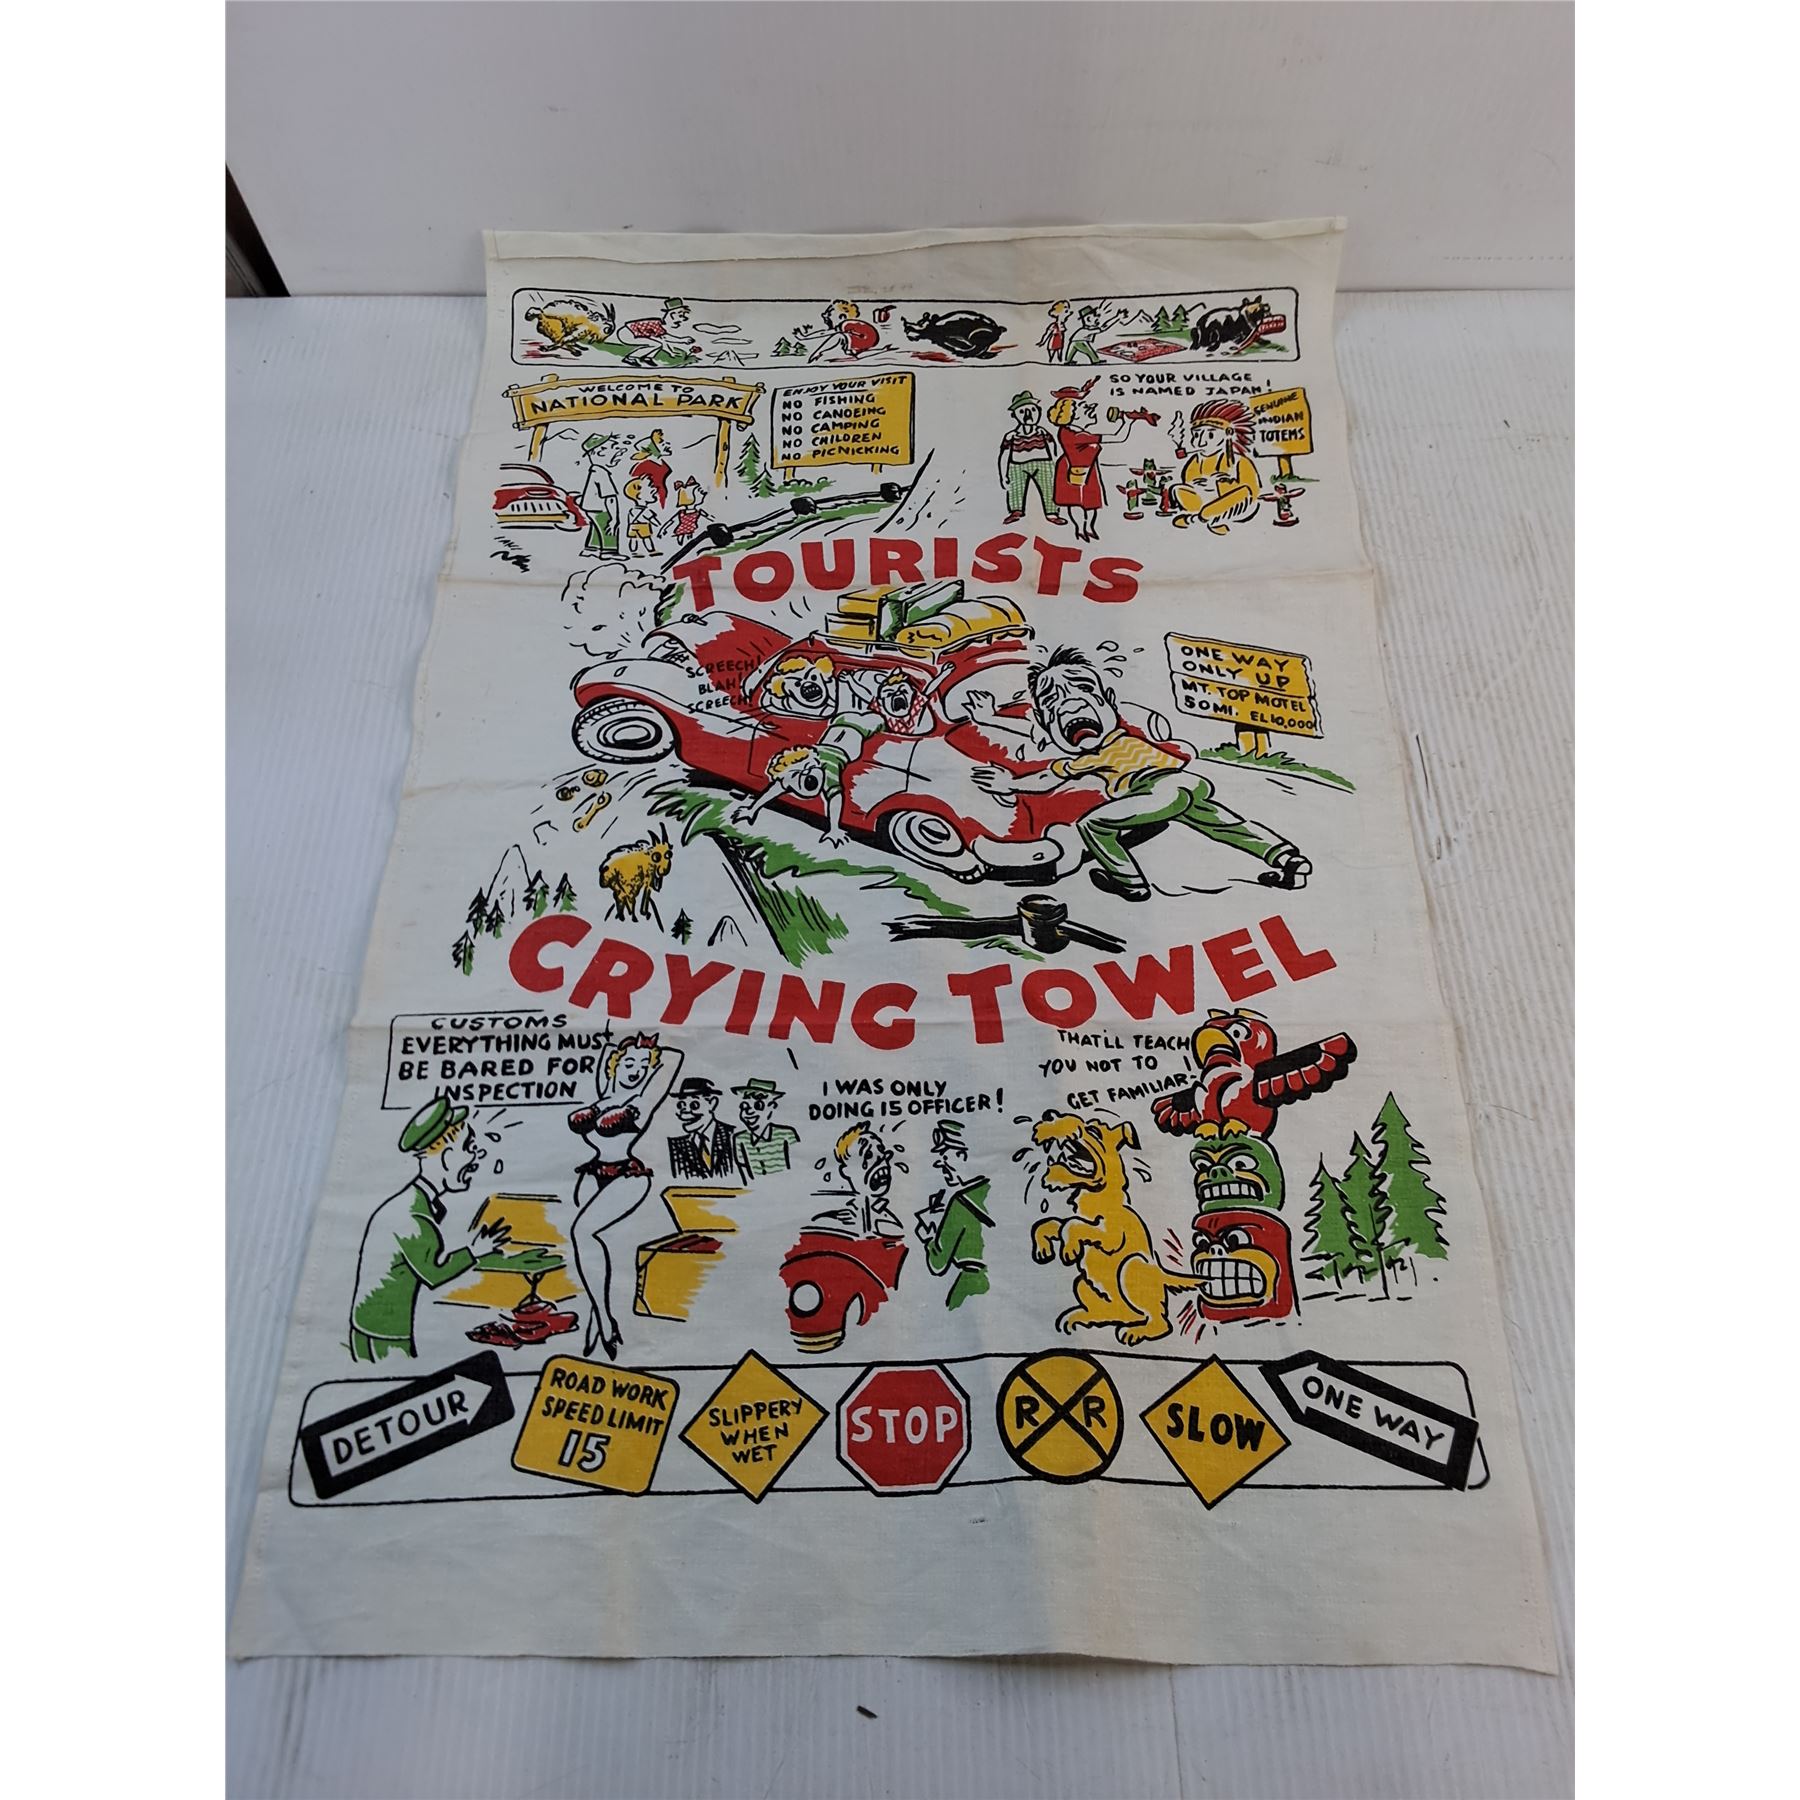 WELCOME TO
NATIONAL PARK
ENJOY YOUR VISIT
NO FISHING
NO CANOEING
NO CAMPING
NO CHILDREN
NO PICNICKING
SO YOUR VILLAGE
IS NAMED JAPAN!
GENUINE
INDIAN
TOTEMS
TOURISTS
SCREECH!
BLAH!
SCREECH!
ONE WAY
ONLY UP
MT. TOP MOTEL
50 MI. EL 10,000
CRYING TOWEL
CUSTOMS
EVERYTHING MUST
BE BARED FOR
INSPECTION
I WAS ONLY
DOING 15 OFFICER!
THAT'LL TEACH
YOU NOT TO
GET FAMILIAR-!
DETOUR
ROAD WORK
SPEED LIMIT
15
SLIPPERY
WHEN
WET
STOP
R R
SLOW
ONE WAY